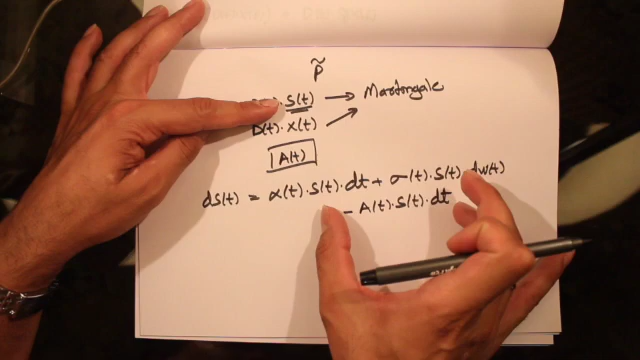 P̃
S(t) → Martingale
D(t) · X(t) →
A(t)
dS(t) = α(t) · S(t) · dt + σ(t) · S(t) dW(t)
− A(t) · S(t) · dt